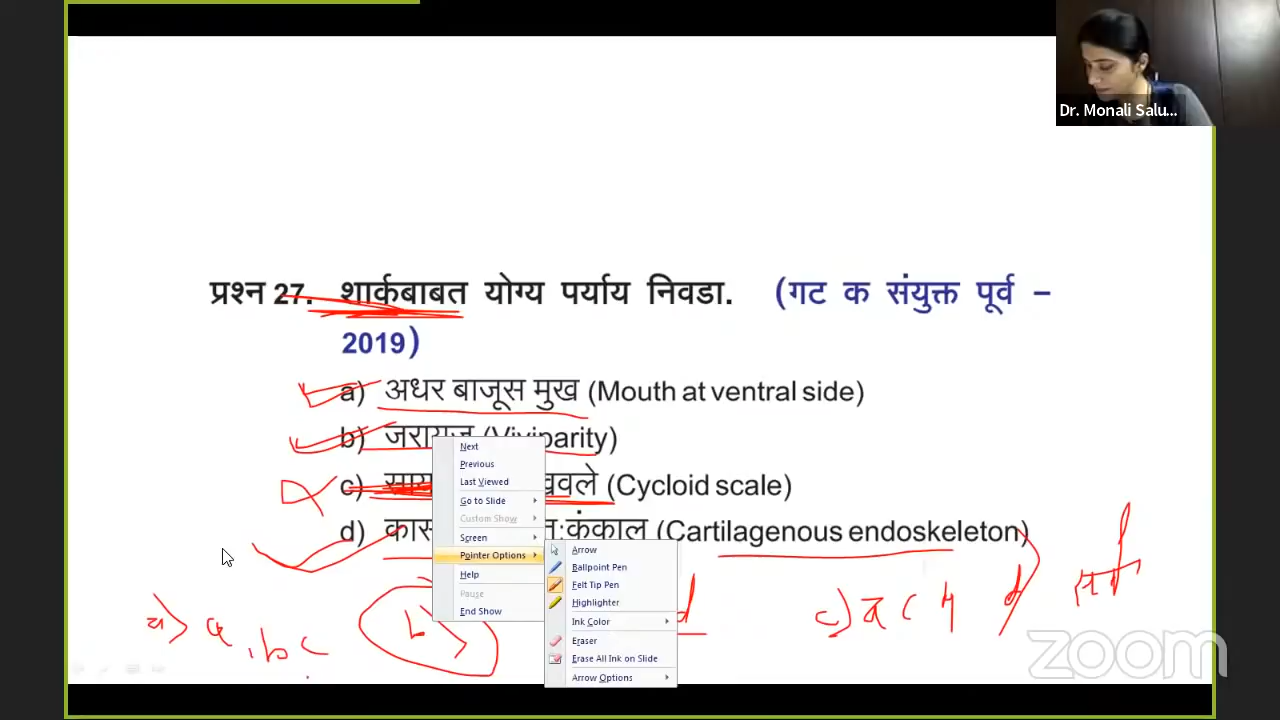 Dr. Monali Salu...
प्रश्न 27. शार्कबाबत योग्य पर्याय निवडा. (गट क संयुक्त पूर्व –
2019)
a) अधर बाजूस मुख (Mouth at ventral side)
b) जरायुज (Viviparity)
c) खवले (Cycloid scale)
d) अंत:कंकाल (Cartilagenous endoskeleton)
Next
Previous
Last Viewed
Go to Slide
Custom Show
Screen
Pointer Options
Help
Pause
End Show
Arrow
Ballpoint Pen
Felt Tip Pen
Highlighter
Ink Color
Eraser
Erase All Ink on Slide
Arrow Options
a) a, b c
b)
d
c) a c
d)
zoom